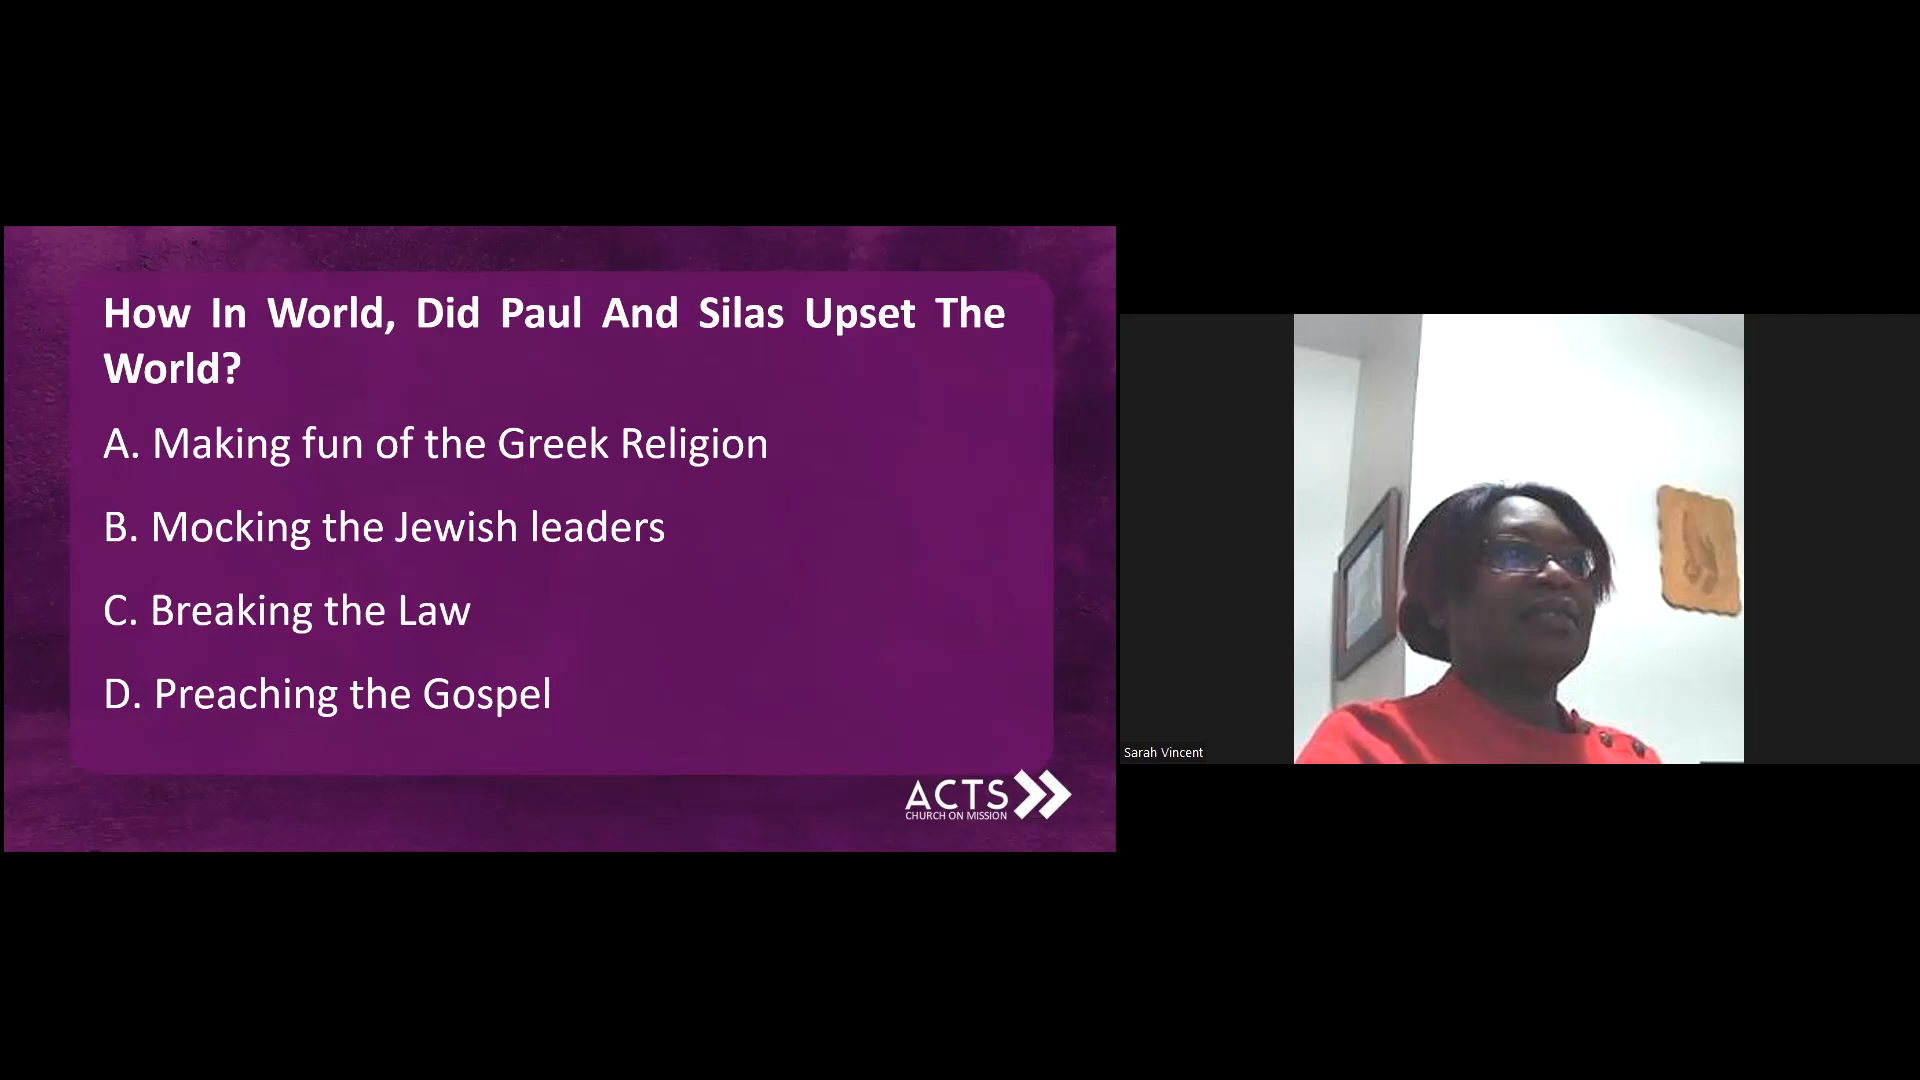 How In World, Did Paul And Silas Upset The
World?
A. Making fun of the Greek Religion
B. Mocking the Jewish leaders
C. Breaking the Law
D. Preaching the Gospel
ACTS
CHURCH ON MISSION
Sarah Vincent